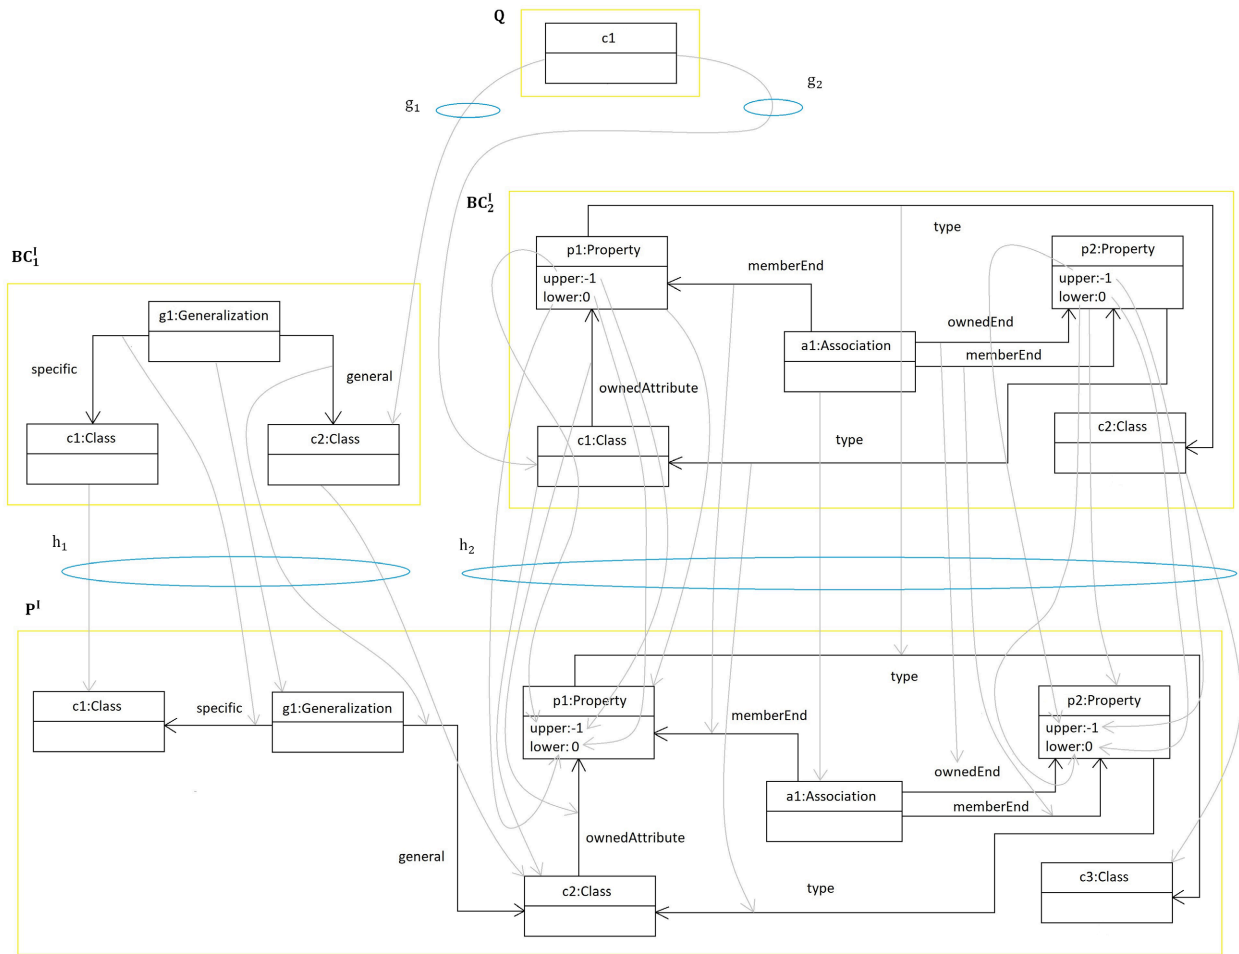 Q
c1
g₁
g₂
BC₂ᴵ
type
p1:Property
p2:Property
memberEnd
upper:-1
lower:0
upper:-1
lower:0
BC₁ᴵ
g1:Generalization
ownedEnd
a1:Association
memberEnd
specific
general
ownedAttribute
c1:Class
c2:Class
c1:Class
type
c2:Class
h₁
h₂
Pᴵ
type
c1:Class
specific
g1:Generalization
p1:Property
memberEnd
p2:Property
upper:-1
lower: 0
upper:-1
lower:0
ownedEnd
a1:Association
memberEnd
ownedAttribute
general
c2:Class
type
c3:Class